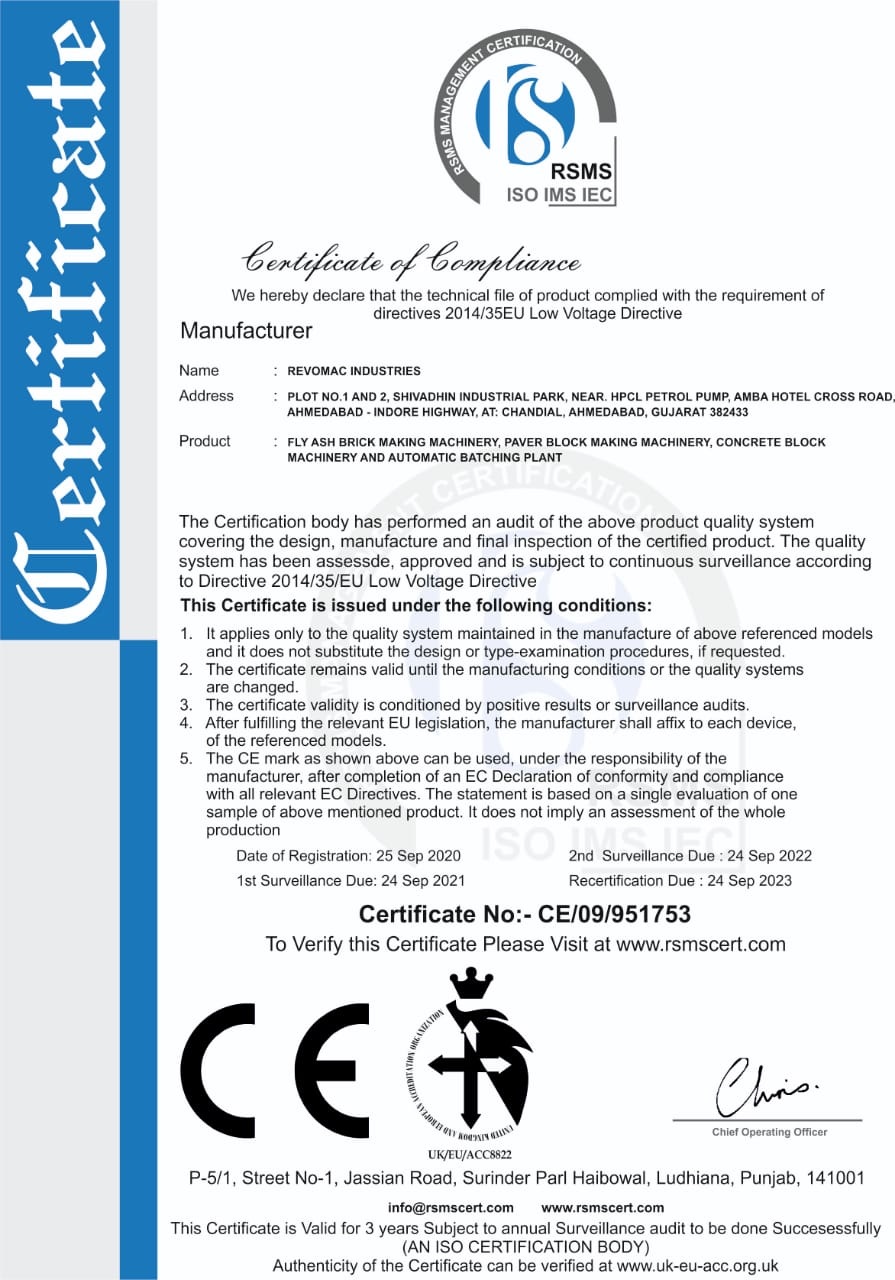 Certificate
RSMS MANAGEMENT CERTIFICATION
RSMS
ISO IMS IEC
Certificate of Compliance
We hereby declare that the technical file of product complied with the requirement of
directives 2014/35EU Low Voltage Directive
Manufacturer
Name : REVOMAC INDUSTRIES
Address : PLOT NO.1 AND 2, SHIVADHIN INDUSTRIAL PARK, NEAR. HPCL PETROL PUMP, AMBA HOTEL CROSS ROAD,
AHMEDABAD - INDORE HIGHWAY, AT: CHANDIAL, AHMEDABAD, GUJARAT 382433
Product : FLY ASH BRICK MAKING MACHINERY, PAVER BLOCK MAKING MACHINERY, CONCRETE BLOCK
MACHINERY AND AUTOMATIC BATCHING PLANT
The Certification body has performed an audit of the above product quality system
covering the design, manufacture and final inspection of the certified product. The quality
system has been assessde, approved and is subject to continuous surveillance according
to Directive 2014/35/EU Low Voltage Directive
This Certificate is issued under the following conditions:
1. It applies only to the quality system maintained in the manufacture of above referenced models
and it does not substitute the design or type-examination procedures, if requested.
2. The certificate remains valid until the manufacturing conditions or the quality systems
are changed.
3. The certificate validity is conditioned by positive results or surveillance audits.
4. After fulfilling the relevant EU legislation, the manufacturer shall affix to each device,
of the referenced models.
5. The CE mark as shown above can be used, under the responsibility of the
manufacturer, after completion of an EC Declaration of conformity and compliance
with all relevant EC Directives. The statement is based on a single evaluation of one
sample of above mentioned product. It does not imply an assessment of the whole
production
Date of Registration: 25 Sep 2020 2nd Surveillance Due : 24 Sep 2022
1st Surveillance Due: 24 Sep 2021 Recertification Due : 24 Sep 2023
Certificate No:- CE/09/951753
To Verify this Certificate Please Visit at www.rsmscert.com
CE
UNITED KINGDOM AND EUROPEAN ACCREDITATION ORGANIZATION
UK/EU/ACC8822
Chris.
Chief Operating Officer
P-5/1, Street No-1, Jassian Road, Surinder Parl Haibowal, Ludhiana, Punjab, 141001
info@rsmscert.com www.rsmscert.com
This Certificate is Valid for 3 years Subject to annual Surveillance audit to be done Succesessfully
(AN ISO CERTIFICATION BODY)
Authenticity of the Certificate can be verified at www.uk-eu-acc.org.uk